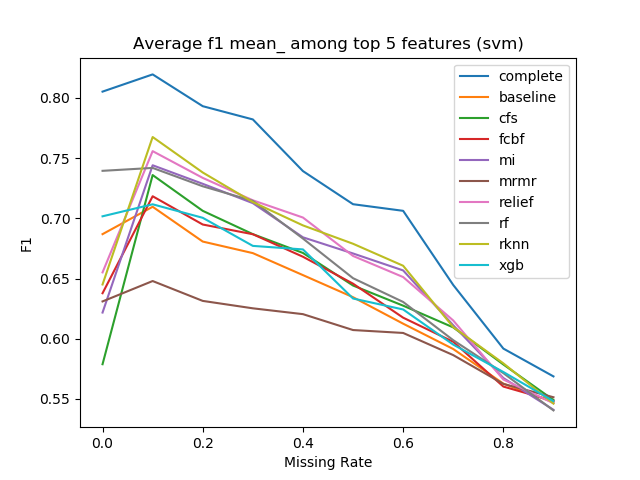 Average f1 mean_ among top 5 features (svm)
complete
baseline
cfs
fcbf
mi
mrmr
relief
rf
rknn
xgb
F1
0.80
0.75
0.70
0.65
0.60
0.55
0.0 0.2 0.4 0.6 0.8
Missing Rate